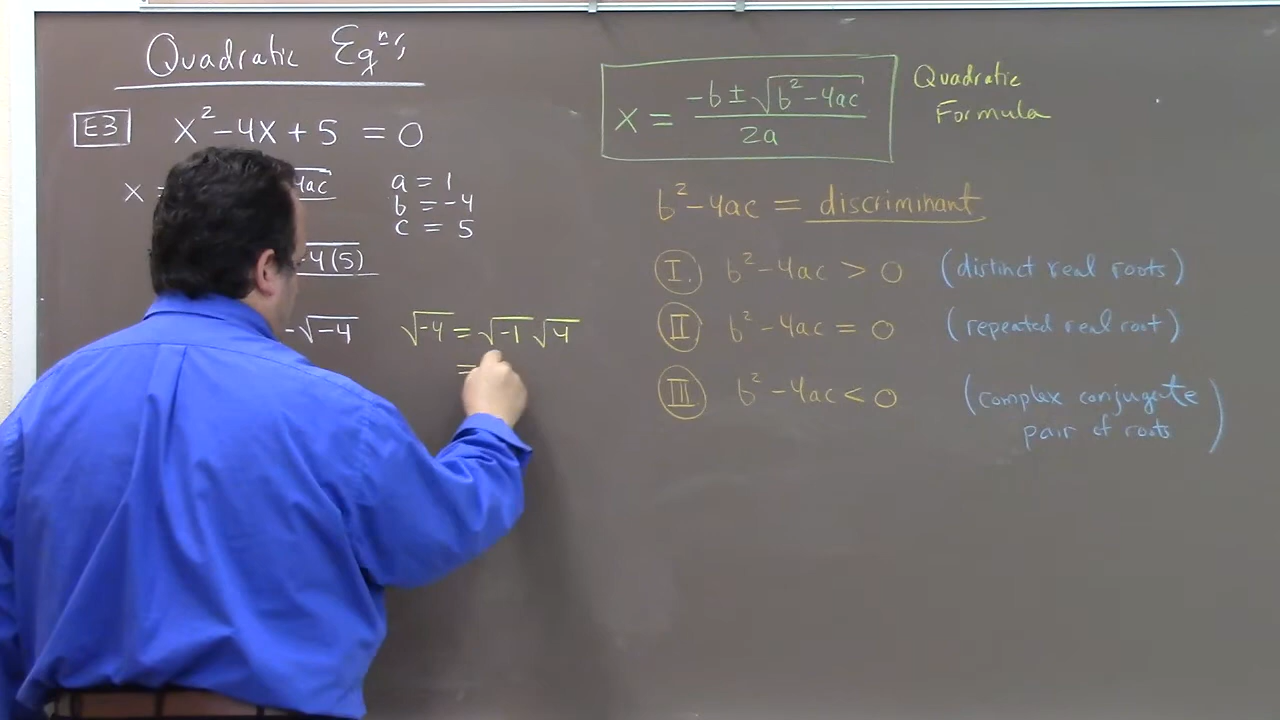 Quadratic Eqⁿ's
E3 x² - 4x + 5 = 0
x = 4ac
a = 1
b = -4
c = 5
4(5)
√-4
√-4 = √-1 √4
=
x = (-b ± √(b² - 4ac)) / 2a
Quadratic
Formula
b² - 4ac = discriminant
I. b² - 4ac > 0 (distinct real roots)
II b² - 4ac = 0 (repeated real root)
III b² - 4ac < 0 (complex conjugate
pair of roots)